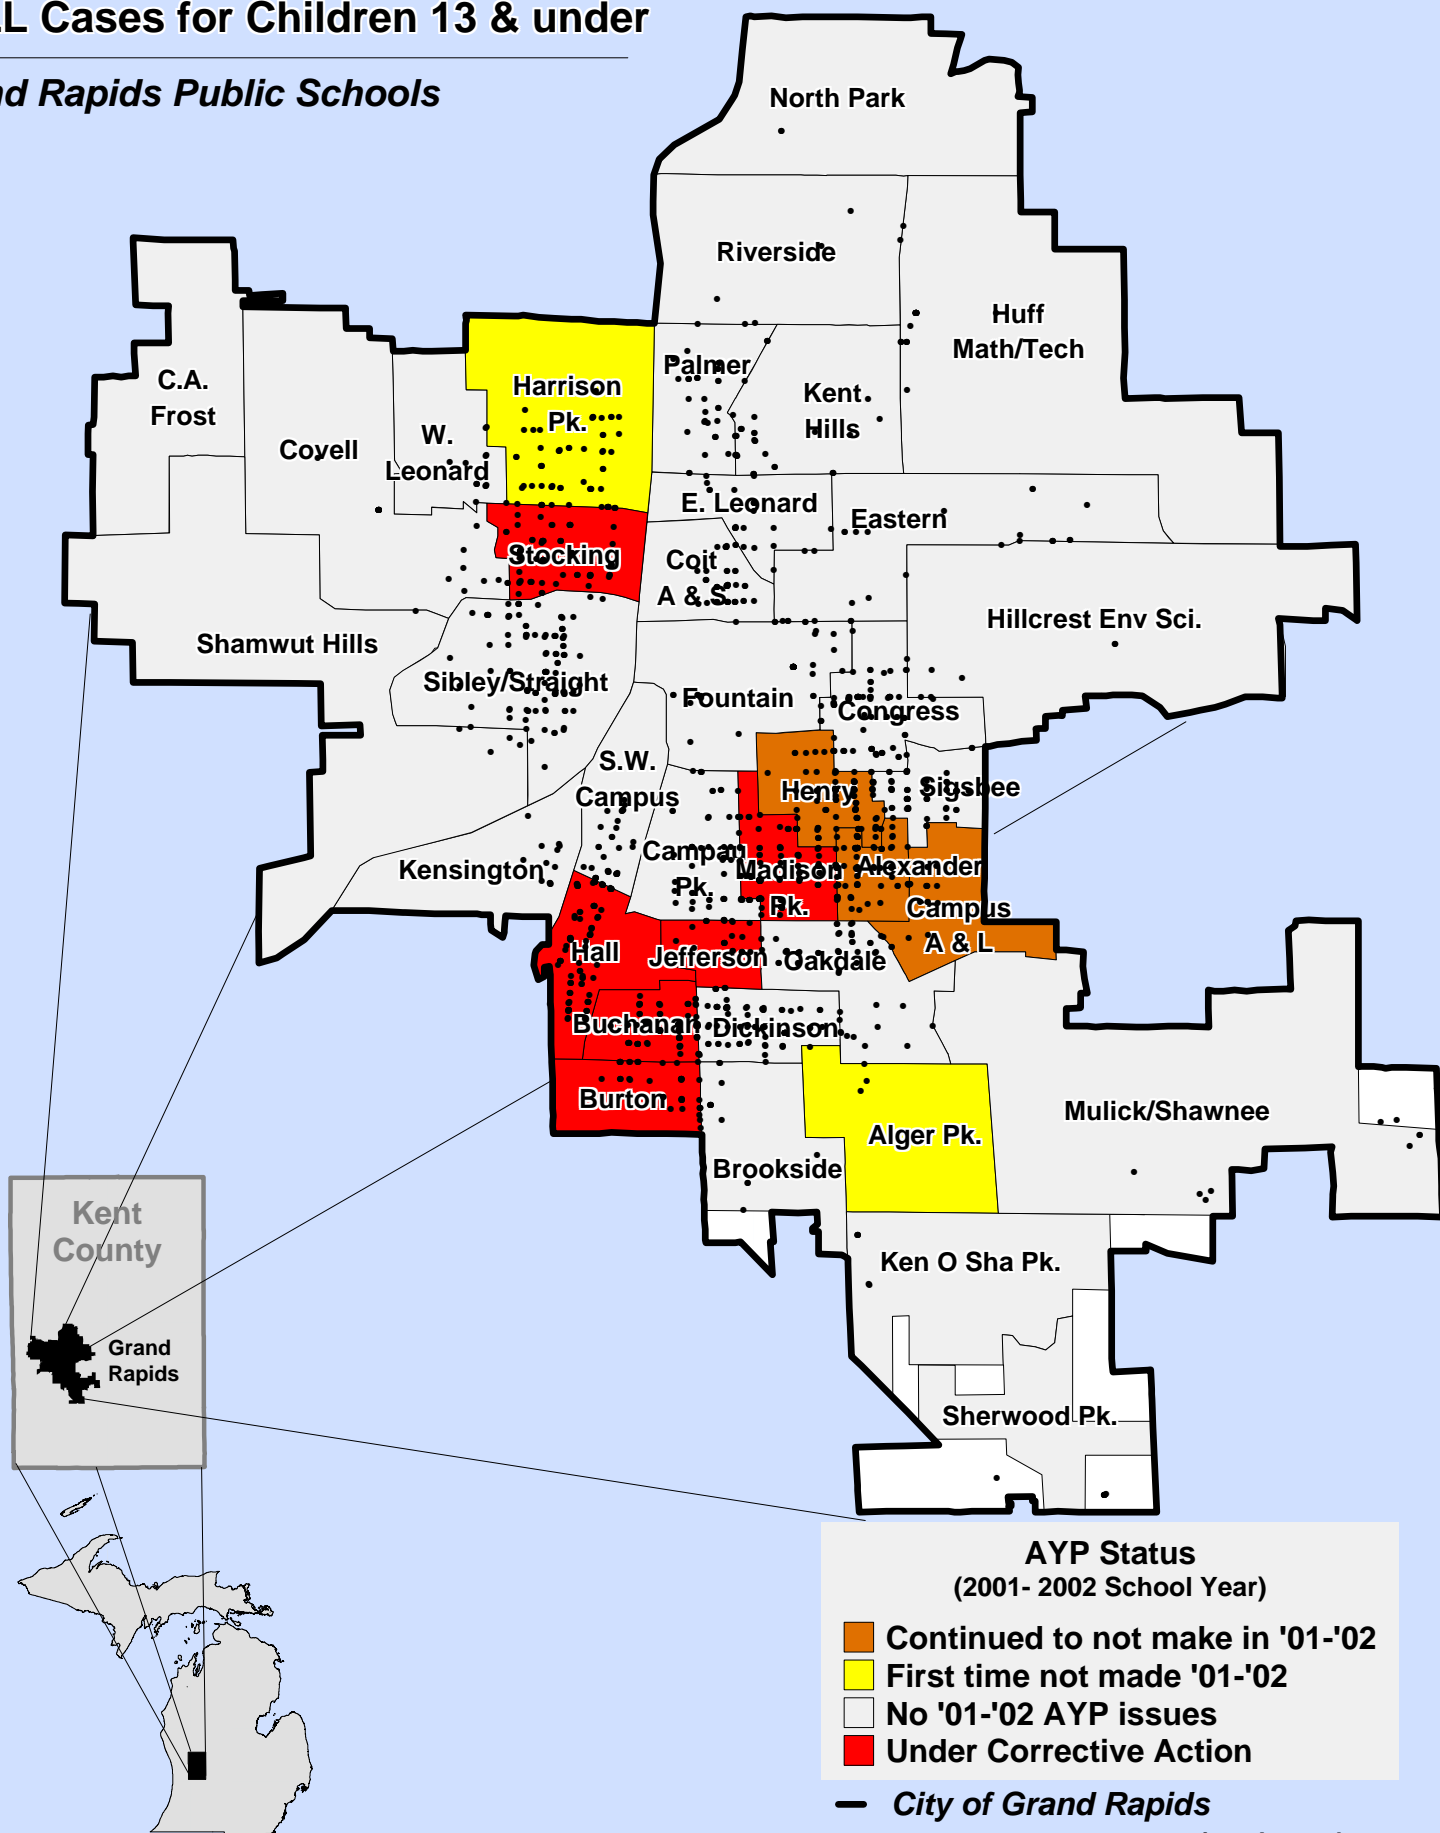 Cases for Children 13 & under
Rapids Public Schools
North Park
Riverside
Huff
Math/Tech
Palmer
Kent
Hills
C.A.
Frost
Harrison
Pk.
Covell
W.
Leonard
E. Leonard
Eastern
Stocking
Coit
A & S
Hillcrest Env Sci.
Shamwut Hills
Sibley/Straight
Fountain
Congress
S.W.
Campus
Henry
Sigsbee
Kensington
Campau
Pk.
Madison
Pk.
Alexander
Campus
A & L
Hall
Jefferson
Oakdale
Buchanan
Dickinson
Burton
Alger Pk.
Mulick/Shawnee
Brookside
Kent
County
Ken O Sha Pk.
Grand
Rapids
Sherwood Pk.
AYP Status
(2001- 2002 School Year)
Continued to not make in '01-'02
First time not made '01-'02
No '01-'02 AYP issues
Under Corrective Action
City of Grand Rapids